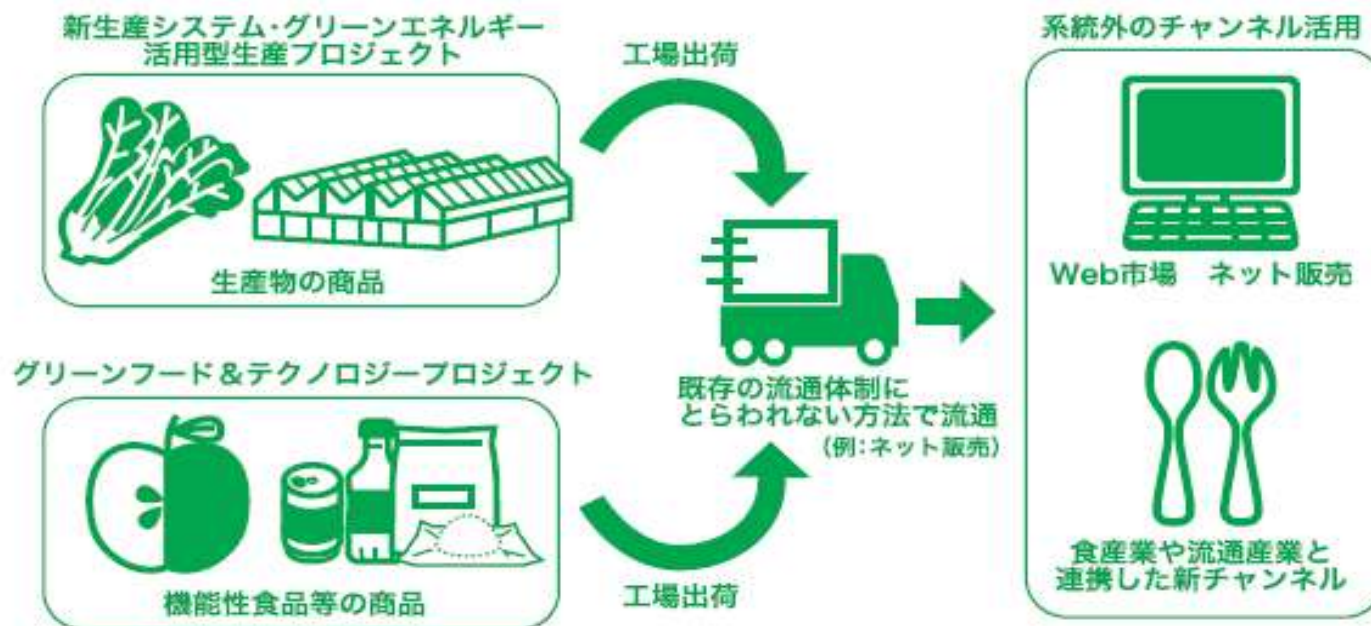 新生産システム・グリーンエネルギー
活用型生産プロジェクト
生産物の商品
工場出荷
グリーンフード＆テクノロジープロジェクト
機能性食品等の商品
工場出荷
既存の流通体制に
とらわれない方法で流通
(例：ネット販売)
系統外のチャンネル活用
Web市場　ネット販売
食産業や流通産業と
連携した新チャンネル